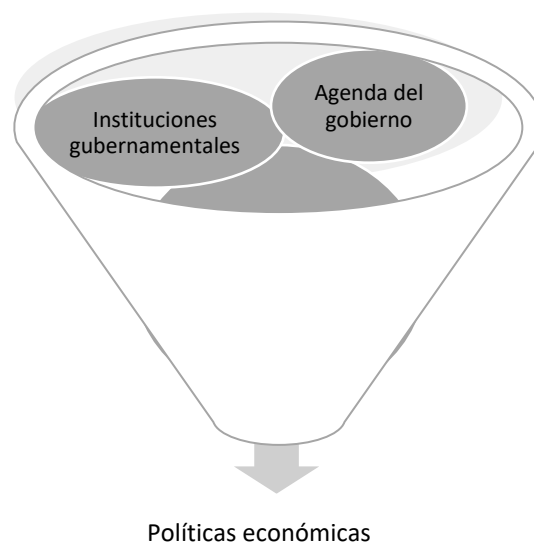 Instituciones
gubernamentales
Agenda del
gobierno
Políticas económicas